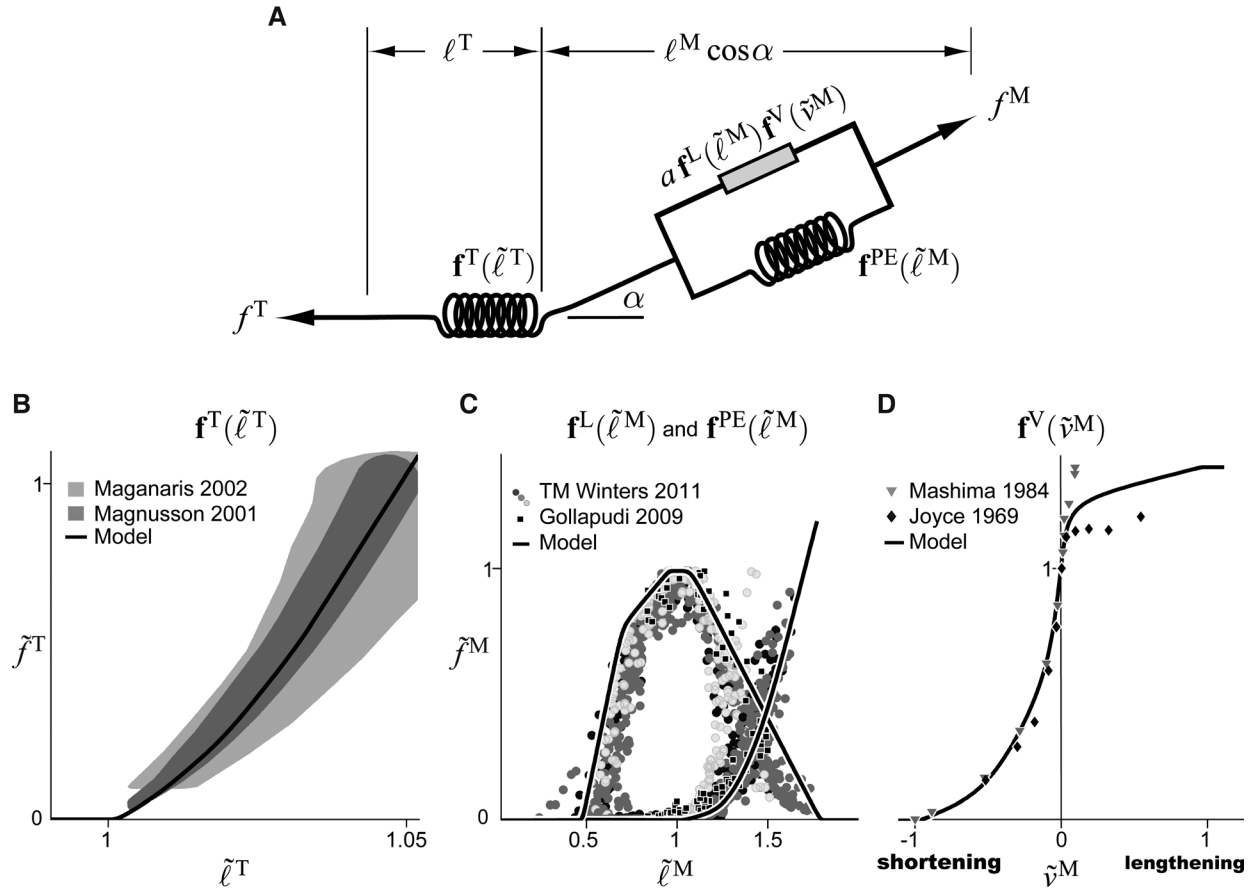 A
ℓᵀ
ℓᴹ cos α
fᴹ
a fᴸ(ℓ̃ᴹ) fⱽ(ṽᴹ)
fᵀ(ℓ̃ᵀ)
fᴾᴱ(ℓ̃ᴹ)
α
fᵀ
B
fᵀ(ℓ̃ᵀ)
1
Maganaris 2002
Magnusson 2001
Model
f̃ᵀ
0
1
1.05
ℓ̃ᵀ
C
fᴸ(ℓ̃ᴹ) and fᴾᴱ(ℓ̃ᴹ)
TM Winters 2011
Gollapudi 2009
Model
1
f̃ᴹ
0
0.5
1
1.5
ℓ̃ᴹ
D
fⱽ(ṽᴹ)
Mashima 1984
Joyce 1969
Model
1
-1
0
1
shortening
ṽᴹ
lengthening